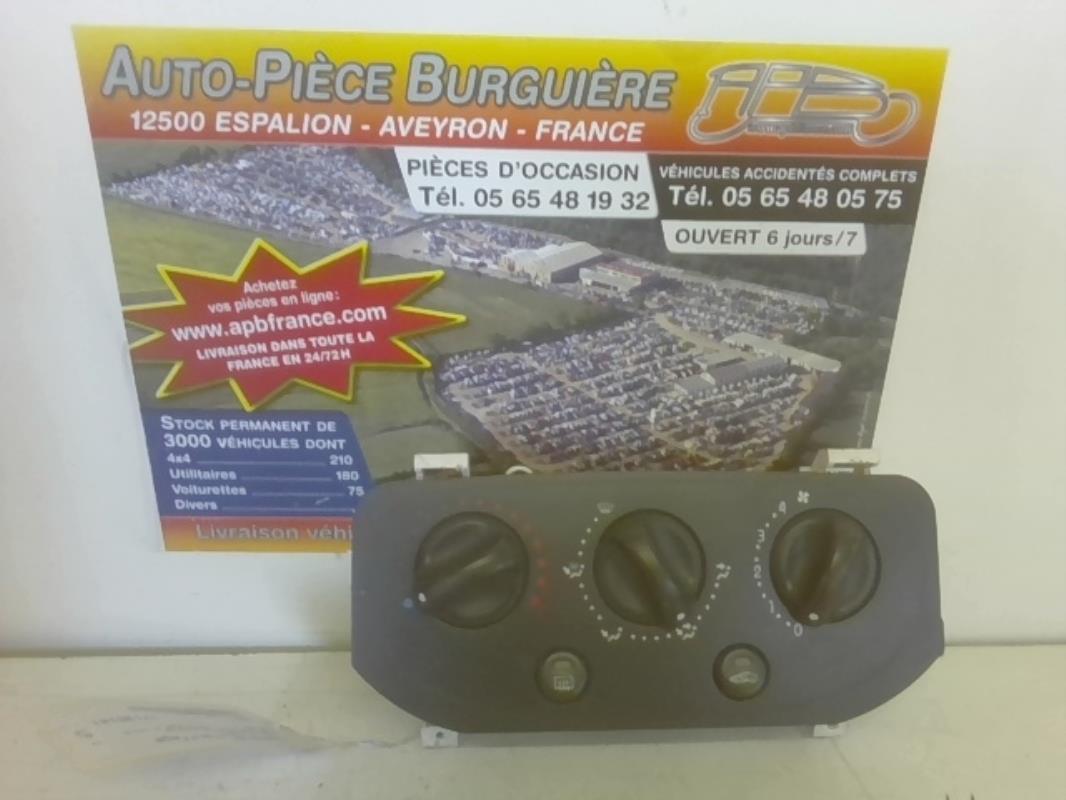 AUTO-PIÈCE BURGUIÈRE
12500 ESPALION - AVEYRON - FRANCE
PIÈCES D'OCCASION
Tél. 05 65 48 19 32
VÉHICULES ACCIDENTÉS COMPLETS
Tél. 05 65 48 05 75
OUVERT 6 jours/7
Achetez
vos pièces en ligne:
www.apbfrance.com
LIVRAISON DANS TOUTE LA
FRANCE EN 24/72H
STOCK PERMANENT DE
3000 VÉHICULES DONT
4x4 210
Utilitaires 180
Voiturettes 75
Divers
Livraison véhi
4
3
2
1
0